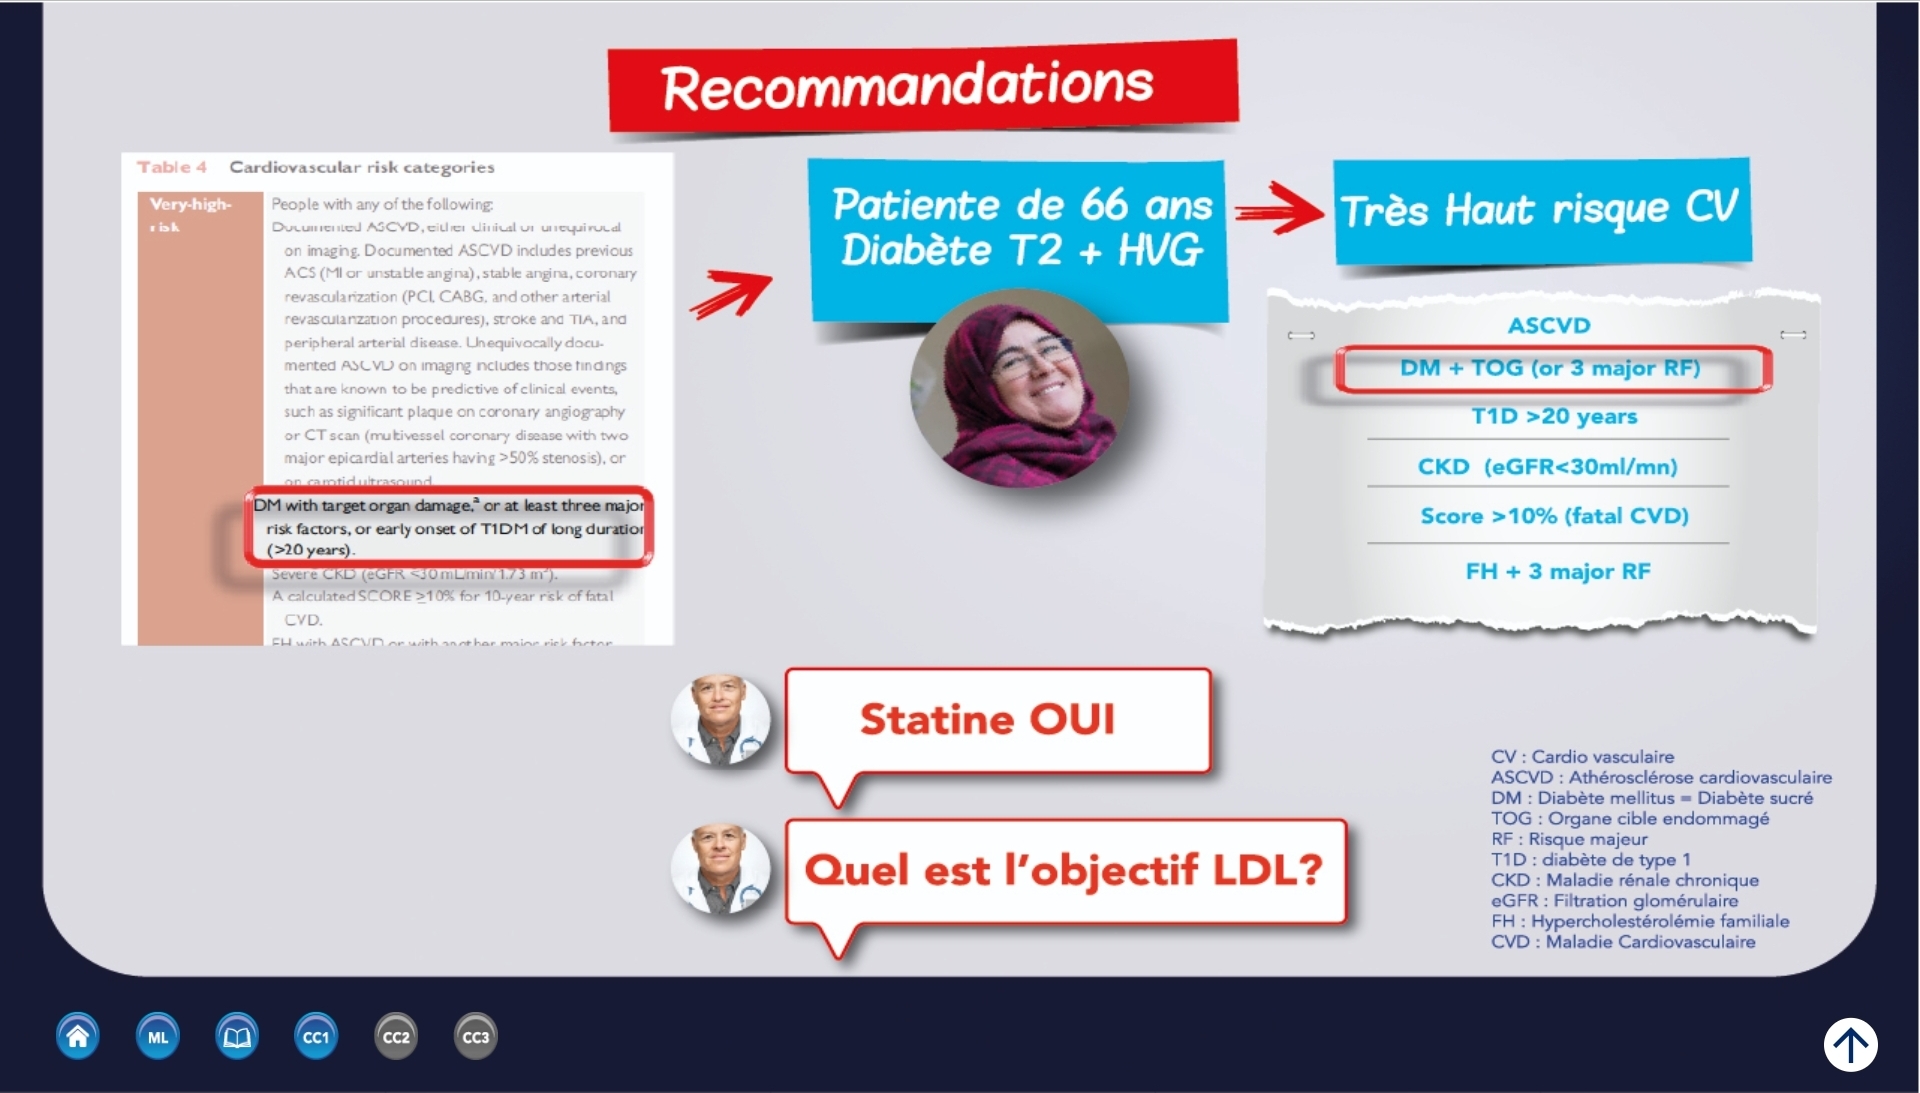 Recommandations
Table 4 Cardiovascular risk categories
Very-high-
risk
People with any of the following:
Documented ASCVD, either clinical or unequivocal
on imaging. Documented ASCVD includes previous
ACS (MI or unstable angina), stable angina, coronary
revascularization (PCI, CABG, and other arterial
revascularization procedures), stroke and TIA, and
peripheral arterial disease. Unequivocally docu-
mented ASCVD on imaging includes those findings
that are known to be predictive of clinical events,
such as significant plaque on coronary angiography
or CT scan (multivessel coronary disease with two
major epicardial arteries having >50% stenosis), or
on carotid ultrasound.
DM with target organ damage,ª or at least three major
risk factors, or early onset of T1DM of long duration
(>20 years).
Severe CKD (eGFR <30 mL/min/1.73 m²).
A calculated SCORE ≥10% for 10-year risk of fatal
CVD.
FH with ASCVD or with another major risk factor
Patiente de 66 ans
Diabète T2 + HVG
Très Haut risque CV
ASCVD
DM + TOG (or 3 major RF)
T1D >20 years
CKD (eGFR<30ml/mn)
Score >10% (fatal CVD)
FH + 3 major RF
Statine OUI
Quel est l'objectif LDL?
CV : Cardio vasculaire
ASCVD : Athérosclérose cardiovasculaire
DM : Diabète mellitus = Diabète sucré
TOG : Organe cible endommagé
RF : Risque majeur
T1D : diabète de type 1
CKD : Maladie rénale chronique
eGFR : Filtration glomérulaire
FH : Hypercholestérolémie familiale
CVD : Maladie Cardiovasculaire
ML
CC1
CC2
CC3